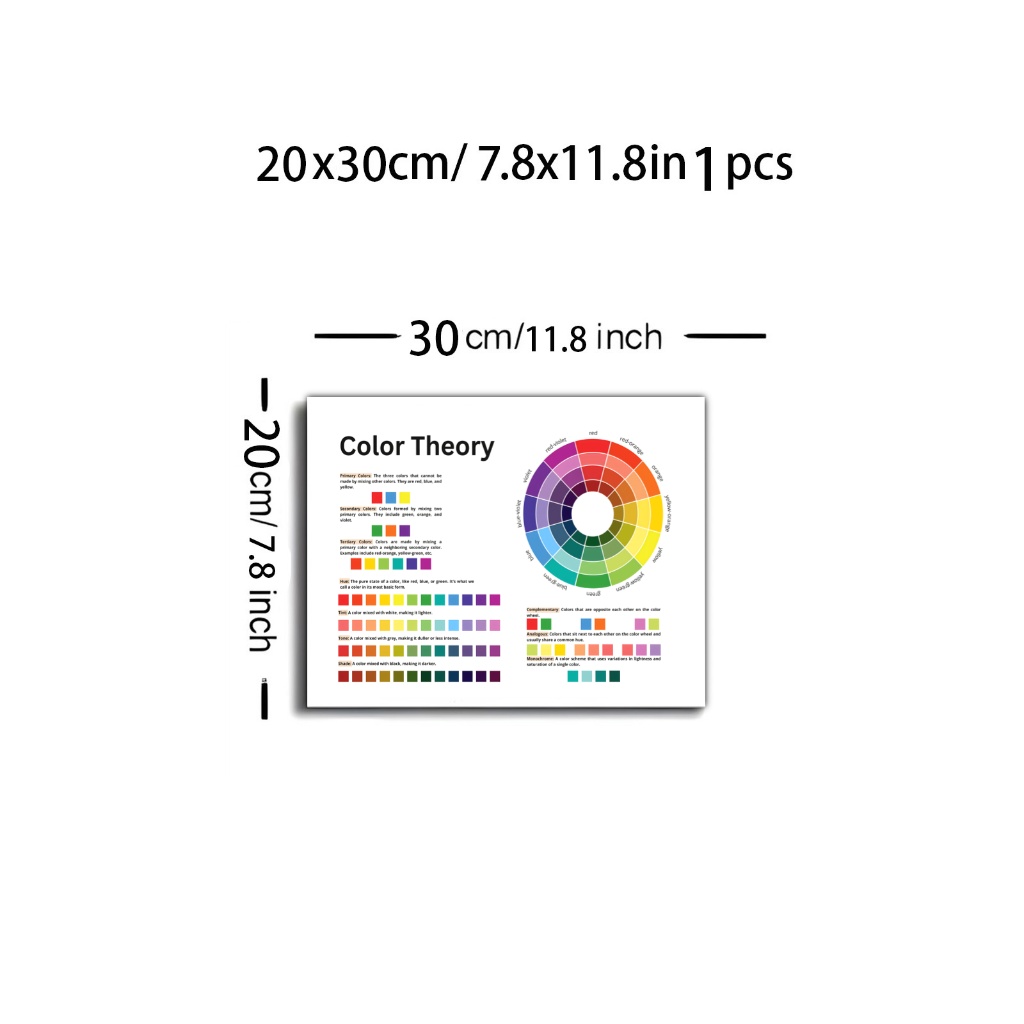 20x30cm/ 7.8x11.8in 1 pcs
30 cm/11.8 inch
20cm/ 7.8 inch
Color Theory
Primary Colors: The three colors that cannot be
made by mixing other colors. They are red, blue, and
yellow.
Secondary Colors: Colors formed by mixing two
primary colors. They include green, orange, and
violet.
Tertiary Colors: Colors are made by mixing a
primary color with a neighboring secondary color.
Examples include red-orange, yellow-green, etc.
Hue: The pure state of a color, like red, blue, or green. It's what we
call a color in its most basic form.
Tint: A color mixed with white, making it lighter.
Tone: A color mixed with grey, making it duller or less intense.
Shade: A color mixed with black, making it darker.
red
red-orange
orange
yellow-orange
yellow
yellow-green
green
blue-green
blue
blue-violet
violet
red-violet
Complementary: Colors that are opposite each other on the color
wheel.
Analogous: Colors that sit next to each other on the color wheel and
usually share a common hue.
Monochrome: A color scheme that uses variations in lightness and
saturation of a single color.